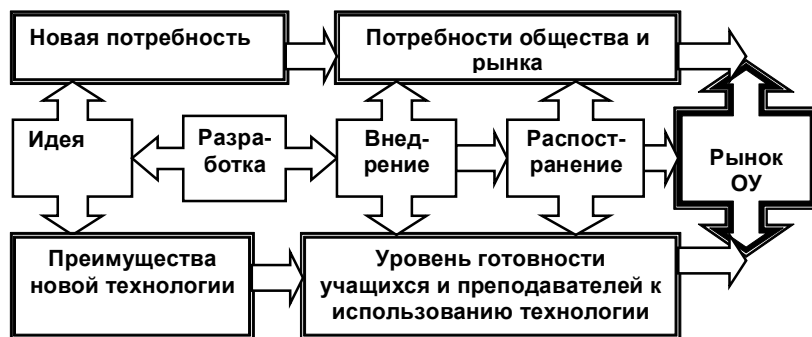 Новая потребность
Потребности общества и
рынка
Идея
Разра-
ботка
Внед-
рение
Распост-
ранение
Рынок
ОУ
Преимущества
новой технологии
Уровень готовности
учащихся и преподавателей к
использованию технологии